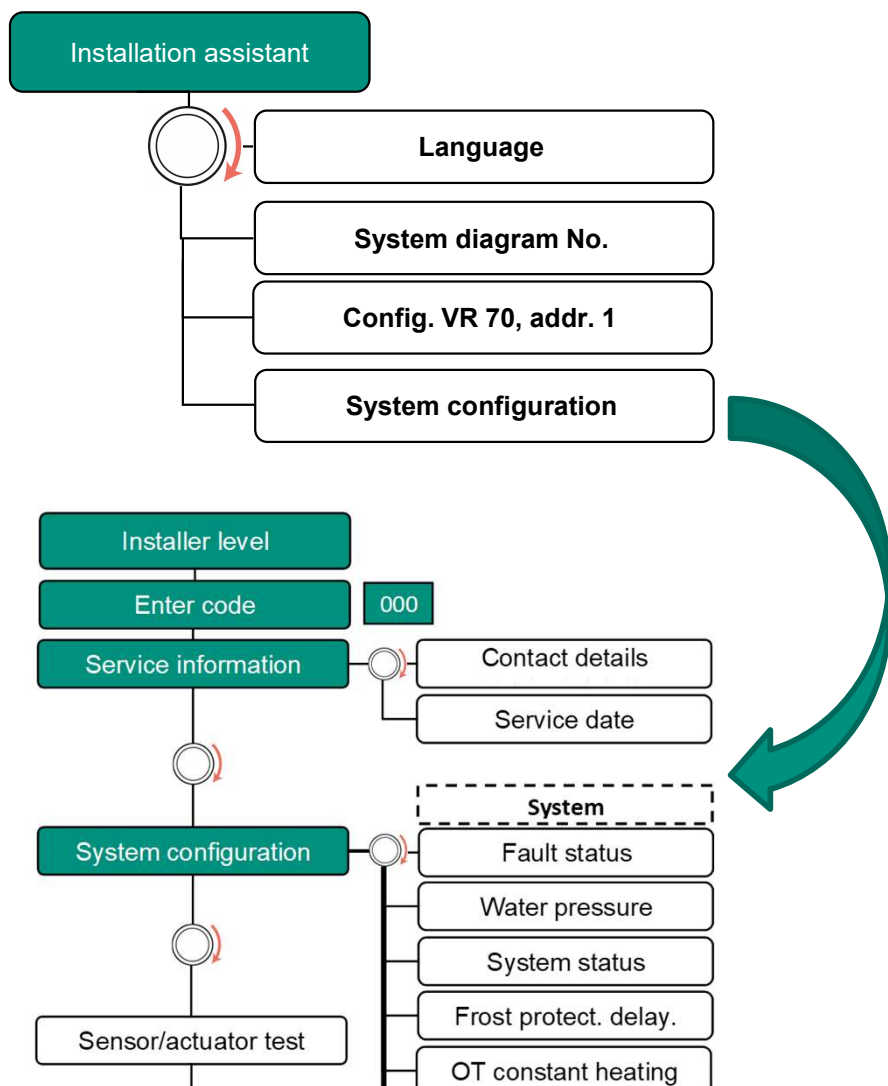 Installation assistant
Language
System diagram No.
Config. VR 70, addr. 1
System configuration
Installer level
Enter code
000
Service information
Contact details
Service date
System
System configuration
Fault status
Water pressure
System status
Frost protect. delay.
Sensor/actuator test
OT constant heating